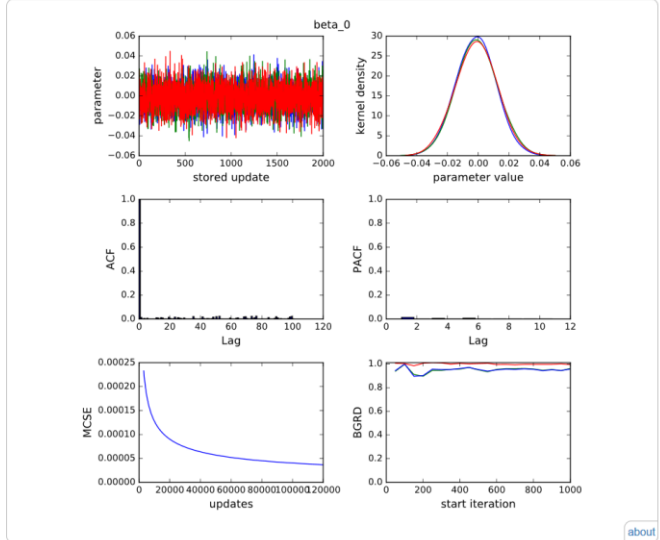 beta_0
0.06
0.04
0.02
0.00
−0.02
−0.04
−0.06
0 500 1000 1500 2000
parameter
stored update
30
25
20
15
10
5
0
−0.06 −0.04 −0.02 0.00 0.02 0.04 0.06
kernel density
parameter value
1.0
0.8
0.6
0.4
0.2
0.0
0 20 40 60 80 100 120
ACF
Lag
1.0
0.8
0.6
0.4
0.2
0.0
0 2 4 6 8 10 12
PACF
Lag
0.00025
0.00020
0.00015
0.00010
0.00005
0.00000
0 20000 40000 60000 80000 100000 120000
MCSE
updates
1.0
0.8
0.6
0.4
0.2
0.0
0 200 400 600 800 1000
BGRD
start iteration
about